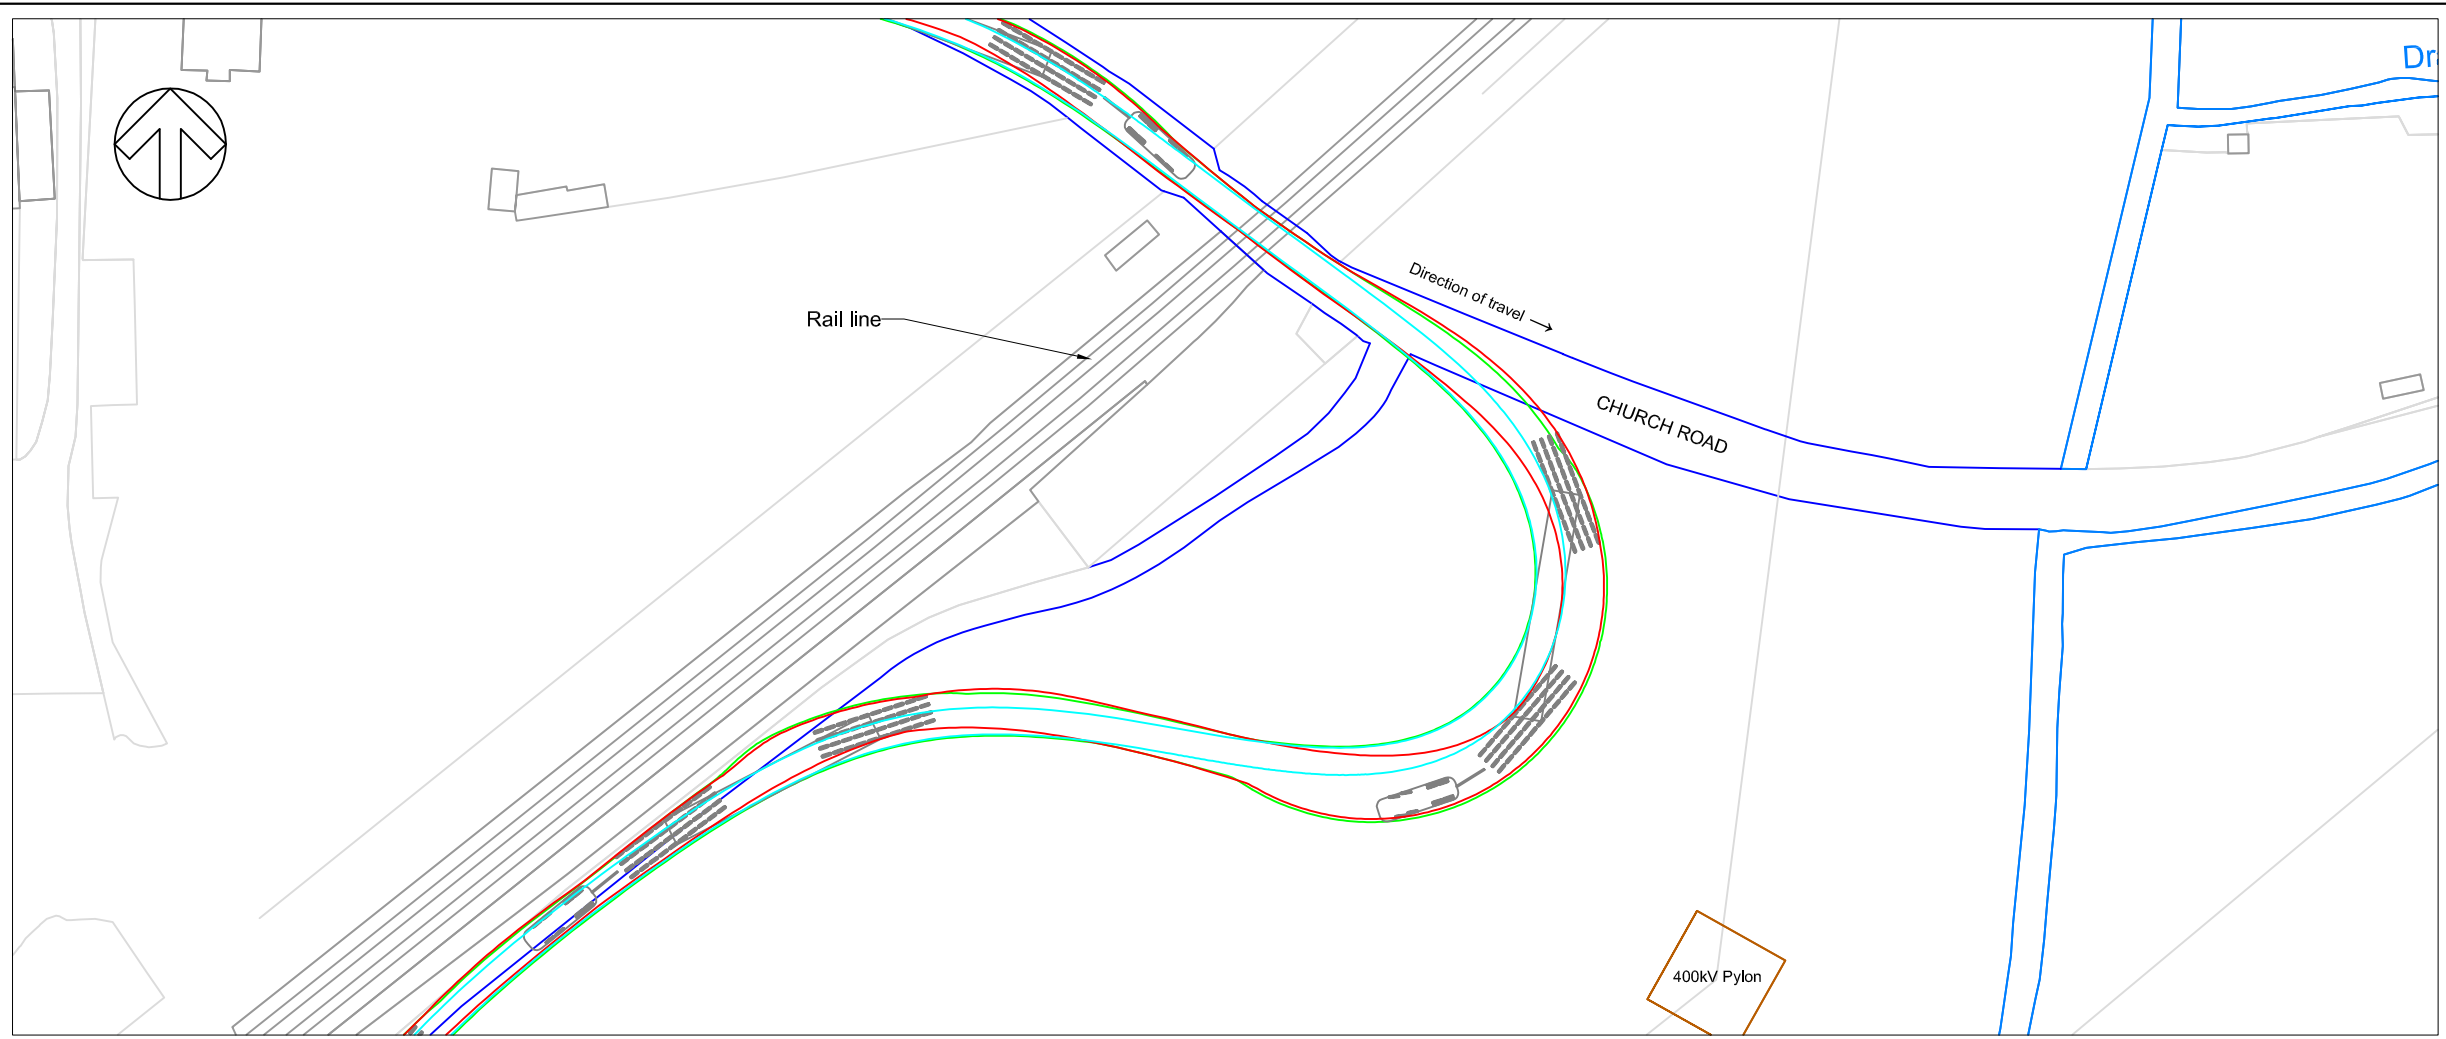 Direction of travel
Rail line
CHURCH ROAD
400kV Pylon